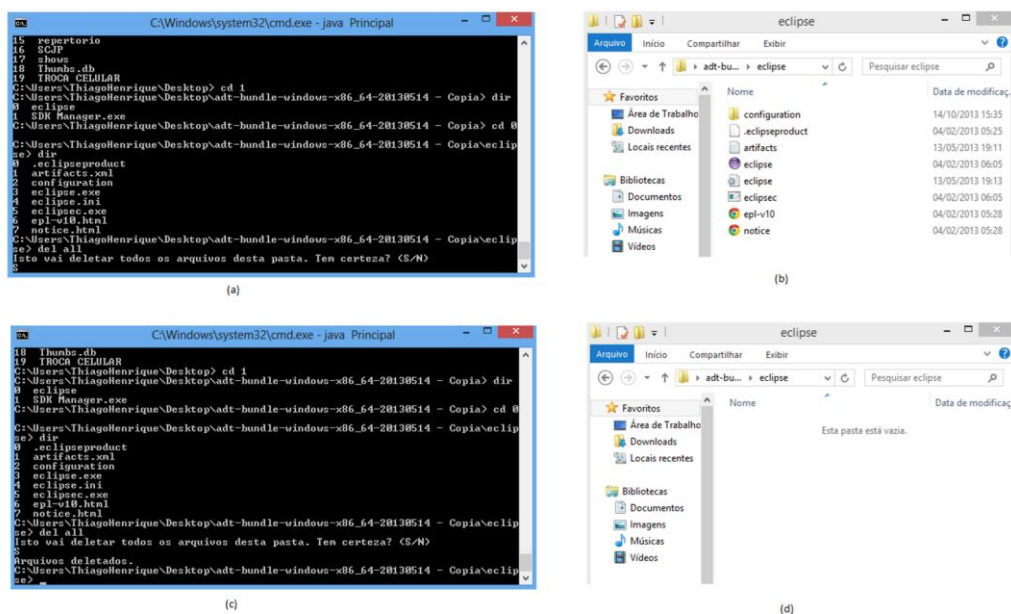 C:\Windows\system32\cmd.exe - java Principal
15 repertorio
16 SCJP
17 shows
18 Thumbs.db
19 TROCA CELULAR
C:\Users\ThiagoHenrique\Desktop> cd 1
C:\Users\ThiagoHenrique\Desktop\adt-bundle-windows-x86_64-20130514 - Copia> dir
0 eclipse
1 SDK Manager.exe
C:\Users\ThiagoHenrique\Desktop\adt-bundle-windows-x86_64-20130514 - Copia> cd 0
C:\Users\ThiagoHenrique\Desktop\adt-bundle-windows-x86_64-20130514 - Copia\eclip
se> dir
0 .eclipseproduct
1 artifacts.xml
2 configuration
3 eclipse.exe
4 eclipse.ini
5 eclipsec.exe
6 epl-v10.html
7 notice.html
C:\Users\ThiagoHenrique\Desktop\adt-bundle-windows-x86_64-20130514 - Copia\eclip
se> del all
Isto vai deletar todos os arquivos desta pasta. Tem certeza? (S/N)
S
(a)
eclipse
Arquivo Início Compartilhar Exibir
adt-bu... eclipse Pesquisar eclipse
Nome Data de modificaç.
Favoritos
Área de Trabalho
Downloads
Locais recentes
Bibliotecas
Documentos
Imagens
Músicas
Vídeos
configuration 14/10/2013 15:35
.eclipseproduct 04/02/2013 05:25
artifacts 13/05/2013 19:11
eclipse 04/02/2013 06:05
eclipse 13/05/2013 19:13
eclipsec 04/02/2013 06:05
epl-v10 04/02/2013 05:28
notice 04/02/2013 05:28
(b)
C:\Windows\system32\cmd.exe - java Principal
18 Thumbs.db
19 TROCA CELULAR
C:\Users\ThiagoHenrique\Desktop> cd 1
C:\Users\ThiagoHenrique\Desktop\adt-bundle-windows-x86_64-20130514 - Copia> dir
0 eclipse
1 SDK Manager.exe
C:\Users\ThiagoHenrique\Desktop\adt-bundle-windows-x86_64-20130514 - Copia> cd 0
C:\Users\ThiagoHenrique\Desktop\adt-bundle-windows-x86_64-20130514 - Copia\eclip
se> dir
0 .eclipseproduct
1 artifacts.xml
2 configuration
3 eclipse.exe
4 eclipse.ini
5 eclipsec.exe
6 epl-v10.html
7 notice.html
C:\Users\ThiagoHenrique\Desktop\adt-bundle-windows-x86_64-20130514 - Copia\eclip
se> del all
Isto vai deletar todos os arquivos desta pasta. Tem certeza? (S/N)
S
Arquivos deletados.
C:\Users\ThiagoHenrique\Desktop\adt-bundle-windows-x86_64-20130514 - Copia\eclip
se> _
(c)
eclipse
Arquivo Início Compartilhar Exibir
adt-bu... eclipse Pesquisar eclipse
Nome Data de modificaç
Esta pasta está vazia.
Favoritos
Área de Trabalho
Downloads
Locais recentes
Bibliotecas
Documentos
Imagens
Músicas
Vídeos
(d)